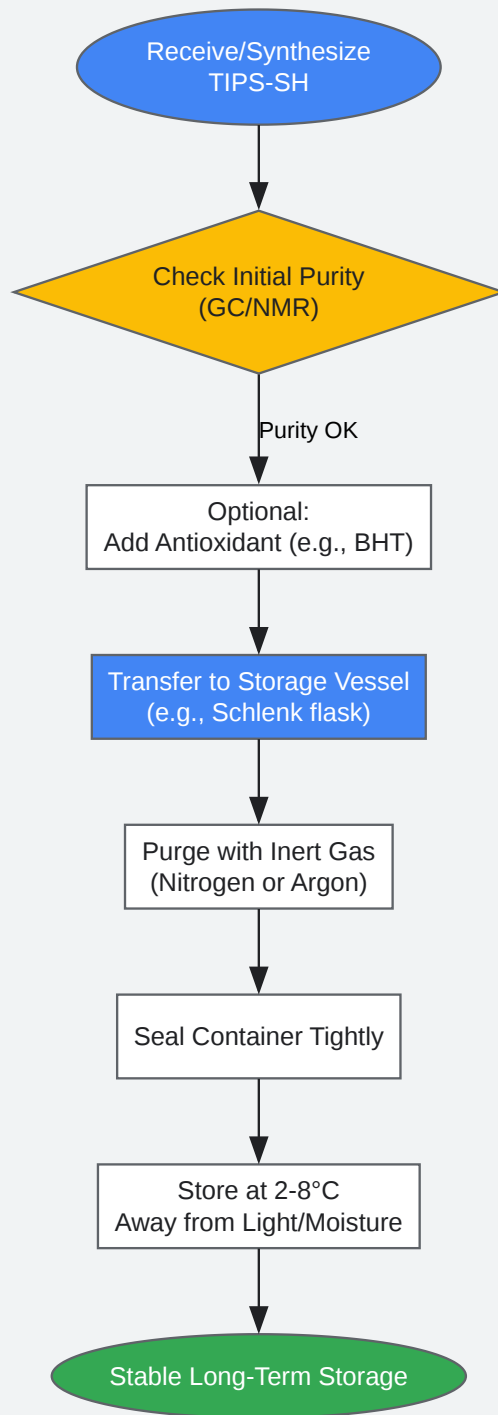 Receive/Synthesize
TIPS-SH
Check Initial Purity
(GC/NMR)
Purity OK
Optional:
Add Antioxidant (e.g., BHT)
Transfer to Storage Vessel
(e.g., Schlenk flask)
Purge with Inert Gas
(Nitrogen or Argon)
Seal Container Tightly
Store at 2-8°C
Away from Light/Moisture
Stable Long-Term Storage